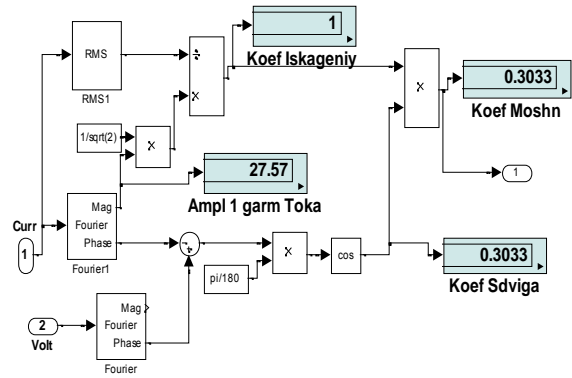 1
Koef Iskageniy
RMS
RMS1
÷
×
×
0.3033
Koef Moshn
1/sqrt(2)
×
1
27.57
Ampl 1 garm Toka
Curr
1
Mag
Fourier
Phase
Fourier1
pi/180
×
cos
0.3033
Koef Sdviga
2
Volt
Mag
Fourier
Phase
Fourier